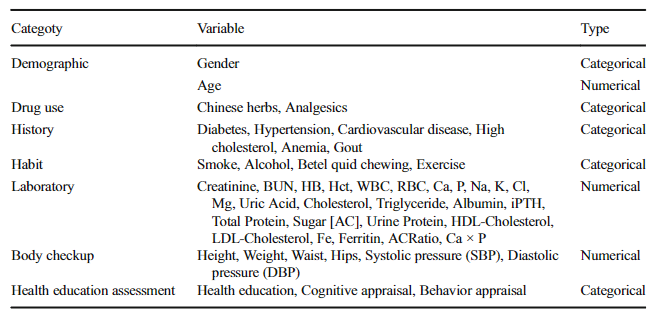 Categoty Variable Type
Demographic Gender Categorical
Age Numerical
Drug use Chinese herbs, Analgesics Categorical
History Diabetes, Hypertension, Cardiovascular disease, High Categorical
cholesterol, Anemia, Gout
Habit Smoke, Alcohol, Betel quid chewing, Exercise Categorical
Laboratory Creatinine, BUN, HB, Hct, WBC, RBC, Ca, P, Na, K, Cl, Numerical
Mg, Uric Acid, Cholesterol, Triglyceride, Albumin, iPTH,
Total Protein, Sugar [AC], Urine Protein, HDL-Cholesterol,
LDL-Cholesterol, Fe, Ferritin, ACRatio, Ca × P
Body checkup Height, Weight, Waist, Hips, Systolic pressure (SBP), Diastolic Numerical
pressure (DBP)
Health education assessment Health education, Cognitive appraisal, Behavior appraisal Categorical